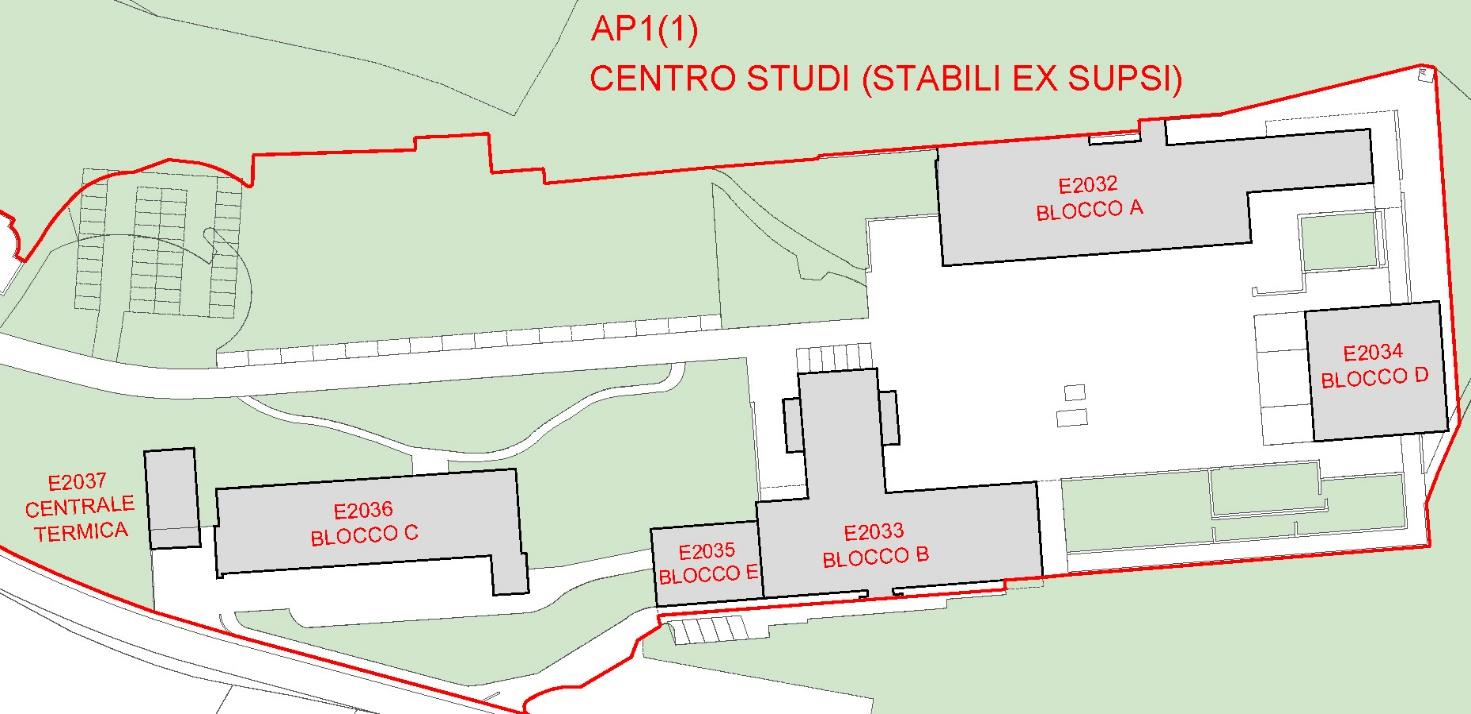 AP1(1)
CENTRO STUDI (STABILI EX SUPSI)
E2032
BLOCCO A
E2034
BLOCCO D
E2037
CENTRALE
TERMICA
E2036
BLOCCO C
E2035
BLOCCO E
E2033
BLOCCO B